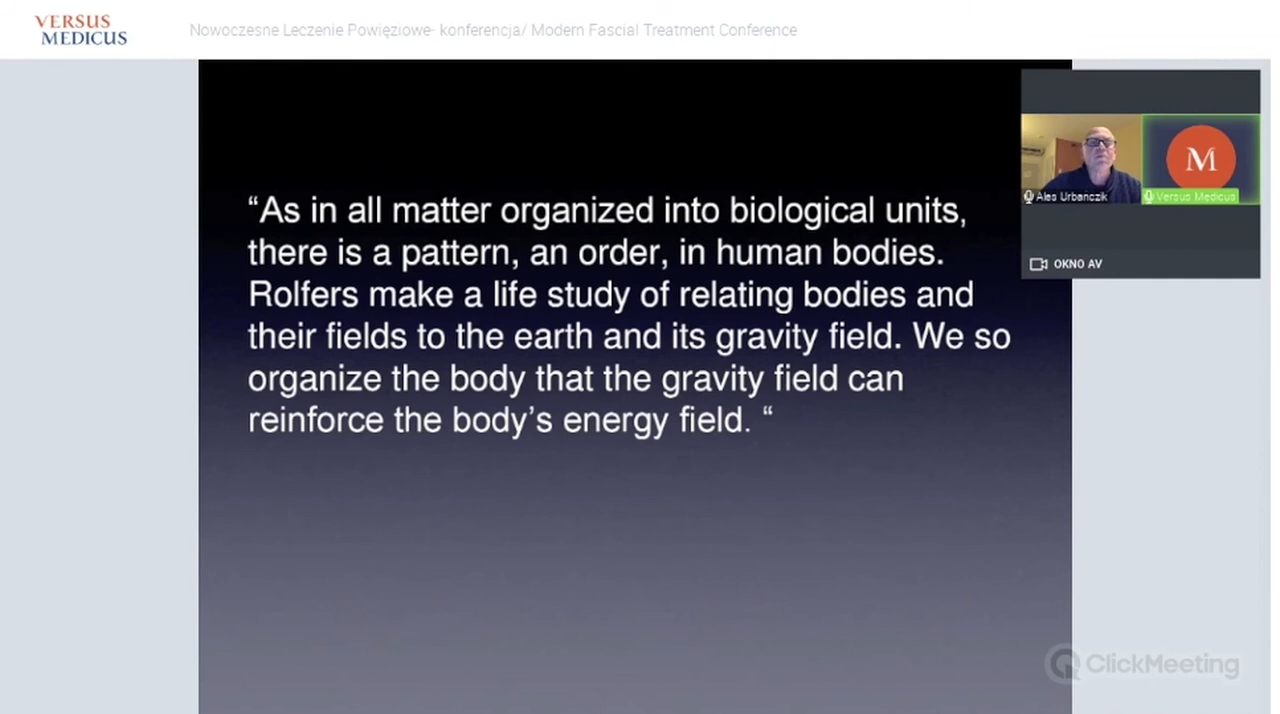 VERSUS
MEDICUS
Nowoczesne Leczenie Powięziowe- konferencja/ Modern Fascial Treatment Conference
“As in all matter organized into biological units,
there is a pattern, an order, in human bodies.
Rolfers make a life study of relating bodies and
their fields to the earth and its gravity field. We so
organize the body that the gravity field can
reinforce the body’s energy field. “
M
Ales Urbańczik
Versus Medicus
OKNO AV
ClickMeeting